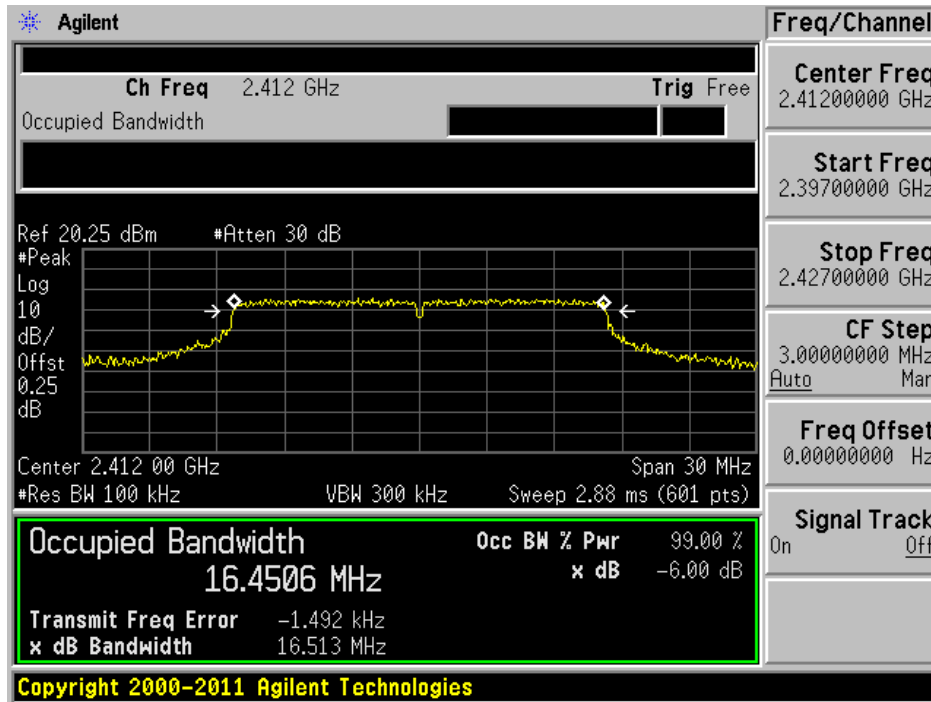 Agilent
Freq/Channel
Ch Freq 2.412 GHz Trig Free
Occupied Bandwidth
Center Freq
2.41200000 GHz
Start Freq
2.39700000 GHz
Stop Freq
2.42700000 GHz
CF Step
3.00000000 MHz
Auto Man
Freq Offset
0.00000000 Hz
Signal Track
On Off
Ref 20.25 dBm #Atten 30 dB
#Peak
Log
10
dB/
Offst
0.25
dB
Center 2.412 00 GHz Span 30 MHz
#Res BW 100 kHz VBW 300 kHz Sweep 2.88 ms (601 pts)
Occupied Bandwidth Occ BW % Pwr 99.00 %
16.4506 MHz x dB -6.00 dB
Transmit Freq Error -1.492 kHz
x dB Bandwidth 16.513 MHz
Copyright 2000-2011 Agilent Technologies